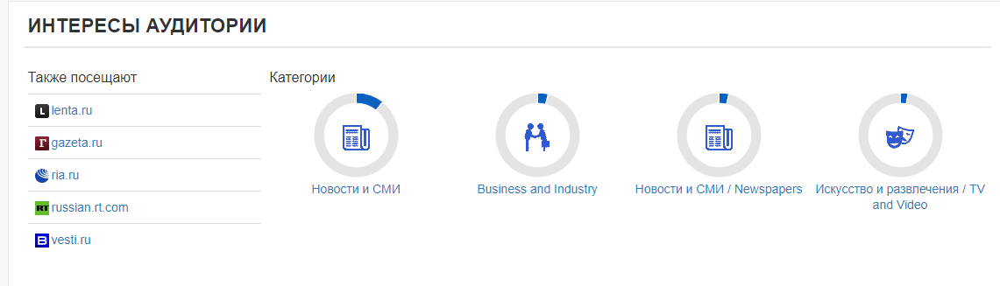 ИНТЕРЕСЫ АУДИТОРИИ
Также посещают
L lenta.ru
Г gazeta.ru
ria.ru
RT russian.rt.com
В vesti.ru
Категории
Новости и СМИ
Business and Industry
Новости и СМИ / Newspapers
Искусство и развлечения / TV
and Video